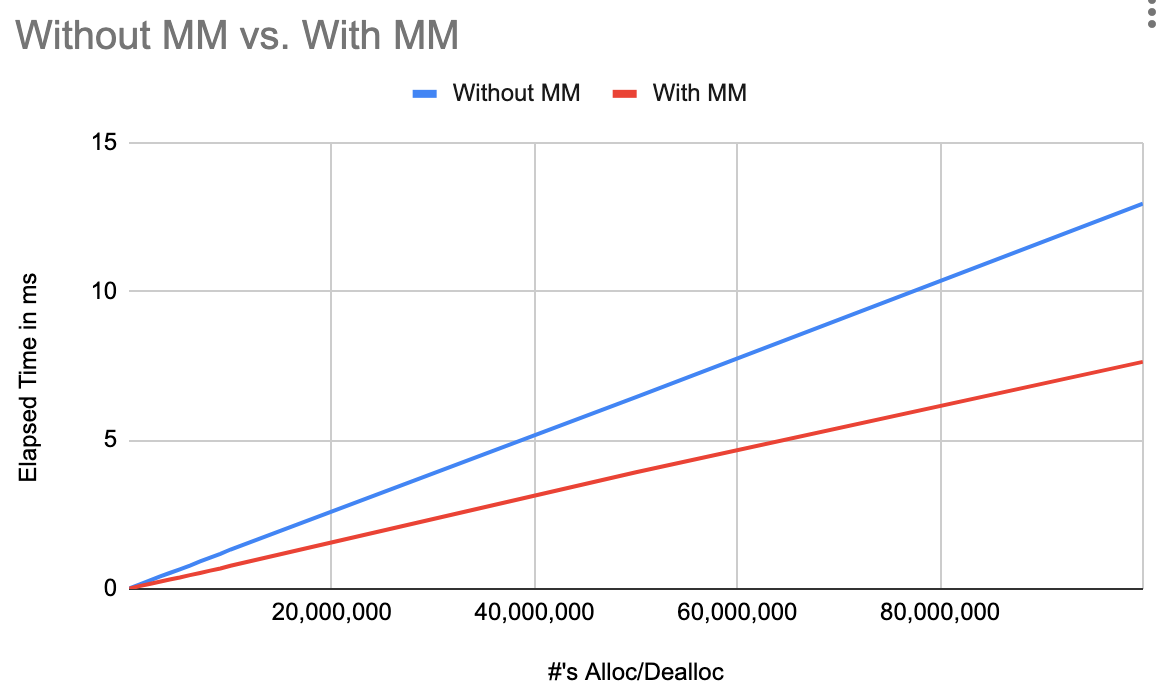 Without MM vs. With MM
Without MM With MM
15
10
5
0
Elapsed Time in ms
20,000,000 40,000,000 60,000,000 80,000,000
#'s Alloc/Dealloc